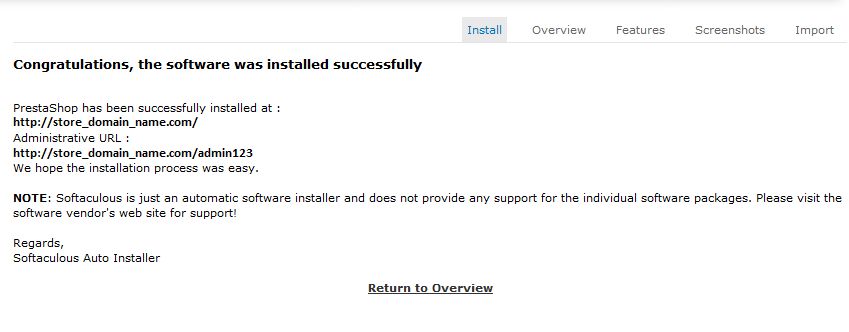 Install Overview Features Screenshots Import
Congratulations, the software was installed successfully
PrestaShop has been successfully installed at :
http://store_domain_name.com/
Administrative URL :
http://store_domain_name.com/admin123
We hope the installation process was easy.
NOTE: Softaculous is just an automatic software installer and does not provide any support for the individual software packages. Please visit the
software vendor's web site for support!
Regards,
Softaculous Auto Installer
Return to Overview